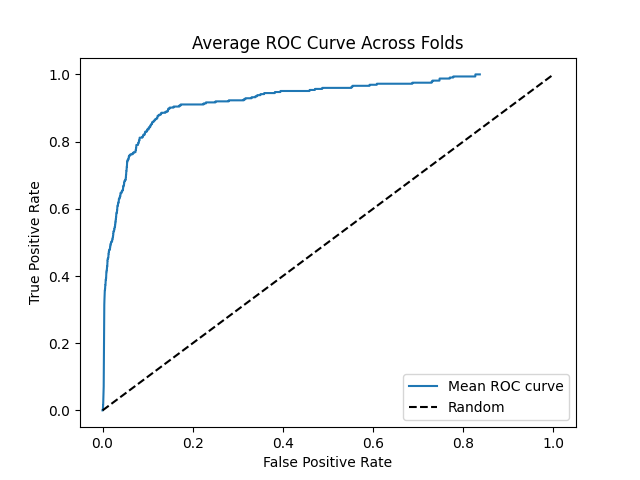 Average ROC Curve Across Folds
True Positive Rate
1.0
0.8
0.6
0.4
0.2
0.0
0.0 0.2 0.4 0.6 0.8 1.0
False Positive Rate
Mean ROC curve
Random